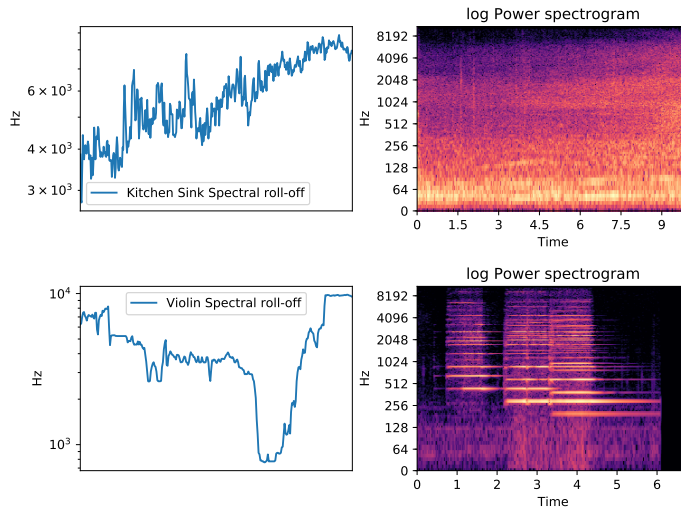 6 × 10³
4 × 10³
3 × 10³
Hz
Kitchen Sink Spectral roll-off
log Power spectrogram
8192
4096
2048
1024
512
256
128
64
0
Hz
0 1.5 3 4.5 6 7.5 9
Time
10⁴
10³
Hz
Violin Spectral roll-off
log Power spectrogram
8192
4096
2048
1024
512
256
128
64
0
Hz
0 1 2 3 4 5 6
Time